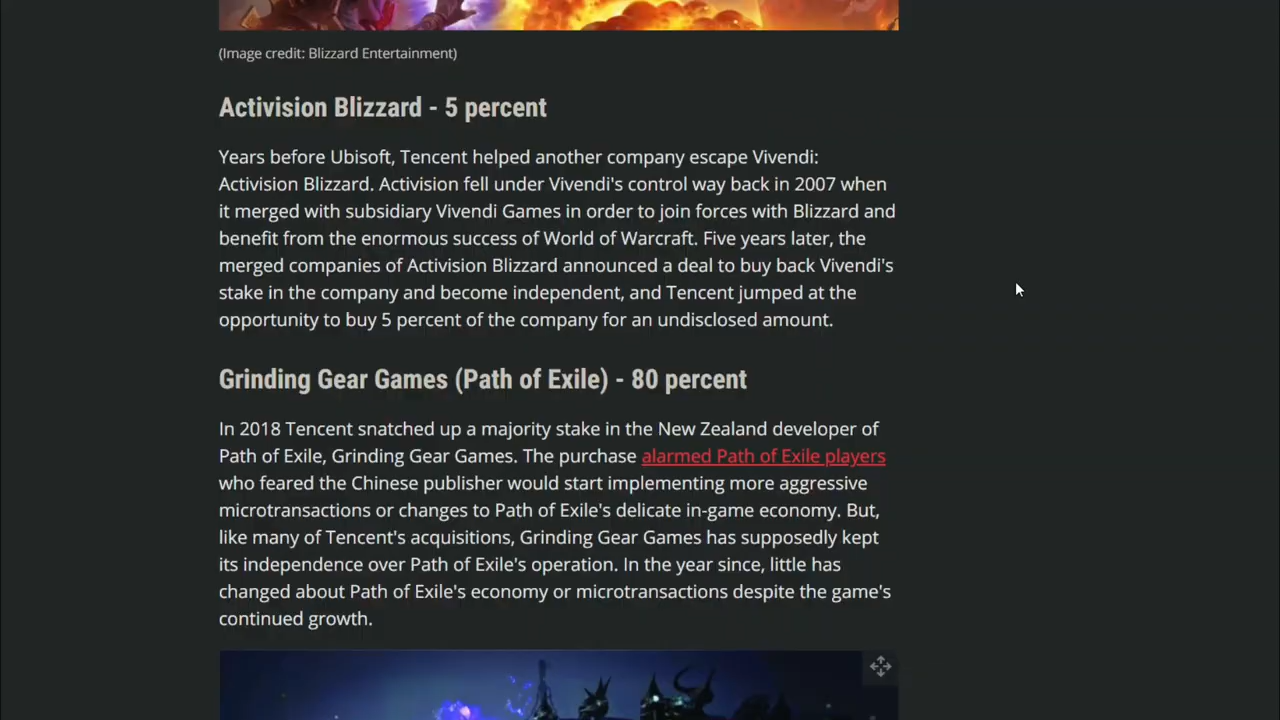 (Image credit: Blizzard Entertainment)
Activision Blizzard - 5 percent
Years before Ubisoft, Tencent helped another company escape Vivendi:
Activision Blizzard. Activision fell under Vivendi's control way back in 2007 when
it merged with subsidiary Vivendi Games in order to join forces with Blizzard and
benefit from the enormous success of World of Warcraft. Five years later, the
merged companies of Activision Blizzard announced a deal to buy back Vivendi's
stake in the company and become independent, and Tencent jumped at the
opportunity to buy 5 percent of the company for an undisclosed amount.
Grinding Gear Games (Path of Exile) - 80 percent
In 2018 Tencent snatched up a majority stake in the New Zealand developer of
Path of Exile, Grinding Gear Games. The purchase alarmed Path of Exile players
who feared the Chinese publisher would start implementing more aggressive
microtransactions or changes to Path of Exile's delicate in-game economy. But,
like many of Tencent's acquisitions, Grinding Gear Games has supposedly kept
its independence over Path of Exile's operation. In the year since, little has
changed about Path of Exile's economy or microtransactions despite the game's
continued growth.